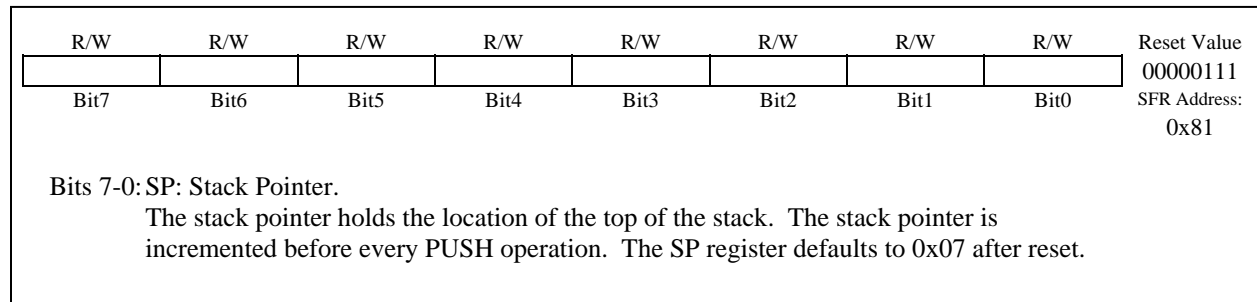 R/W R/W R/W R/W R/W R/W R/W R/W Reset Value
00000111
Bit7 Bit6 Bit5 Bit4 Bit3 Bit2 Bit1 Bit0 SFR Address:
0x81
Bits 7-0: SP: Stack Pointer.
The stack pointer holds the location of the top of the stack. The stack pointer is
incremented before every PUSH operation. The SP register defaults to 0x07 after reset.